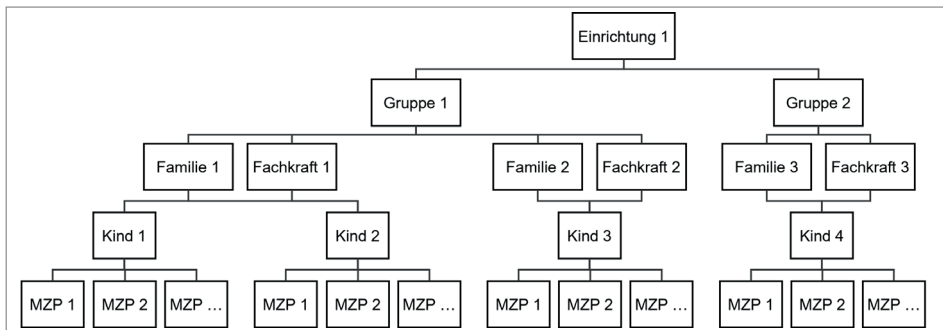 Einrichtung 1
Gruppe 1
Gruppe 2
Familie 1
Fachkraft 1
Familie 2
Fachkraft 2
Familie 3
Fachkraft 3
Kind 1
Kind 2
Kind 3
Kind 4
MZP 1
MZP 2
MZP …
MZP 1
MZP 2
MZP …
MZP 1
MZP 2
MZP …
MZP 1
MZP 2
MZP …